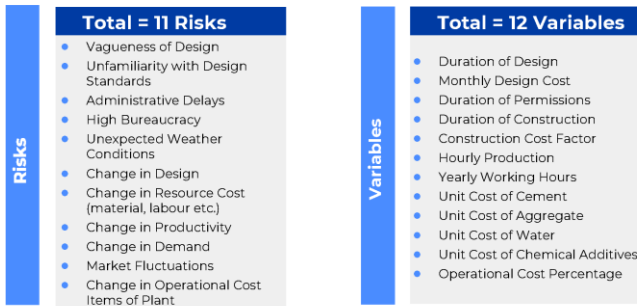 Risks
Total = 11 Risks
Vagueness of Design
Unfamiliarity with Design
Standards
Administrative Delays
High Bureaucracy
Unexpected Weather
Conditions
Change in Design
Change in Resource Cost
(material, labour etc.)
Change in Productivity
Change in Demand
Market Fluctuations
Change in Operational Cost
Items of Plant
Variables
Total = 12 Variables
Duration of Design
Monthly Design Cost
Duration of Permissions
Duration of Construction
Construction Cost Factor
Hourly Production
Yearly Working Hours
Unit Cost of Cement
Unit Cost of Aggregate
Unit Cost of Water
Unit Cost of Chemical Additives
Operational Cost Percentage